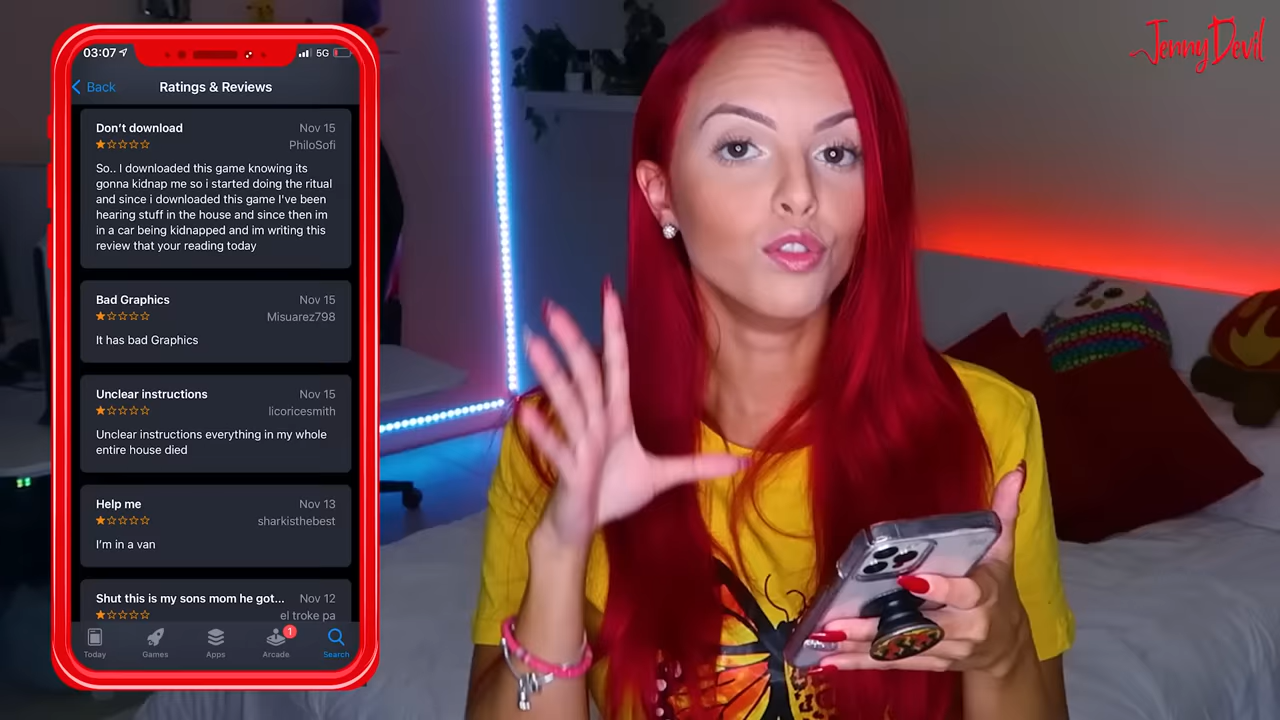 03:07
5G
Back
Ratings & Reviews
Don't download
Nov 15
PhiloSofi
So.. I downloaded this game knowing its
gonna kidnap me so i started doing the ritual
and since i downloaded this game I've been
hearing stuff in the house and since then im
in a car being kidnapped and im writing this
review that your reading today
Bad Graphics
Nov 15
Misuarez798
It has bad Graphics
Unclear instructions
Nov 15
licoricesmith
Unclear instructions everything in my whole
entire house died
Help me
Nov 13
sharkisthebest
I'm in a van
Shut this is my sons mom he got...
Nov 12
el troke pa
Today
Games
Apps
Arcade
1
Search
JennyDevil